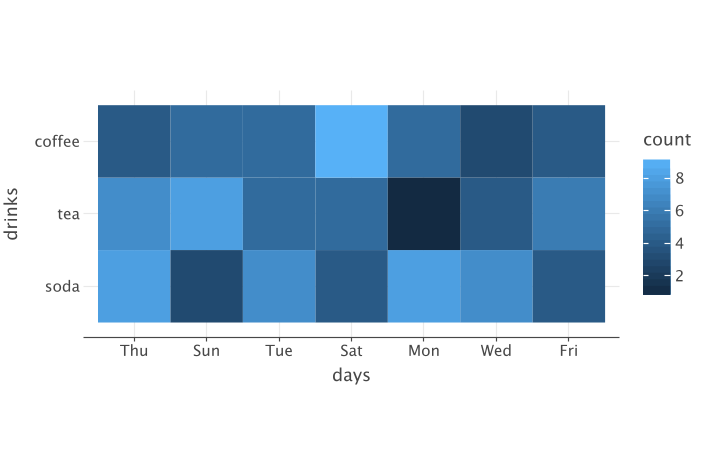 coffee
tea
soda
drinks
Thu Sun Tue Sat Mon Wed Fri
days
count
8
6
4
2